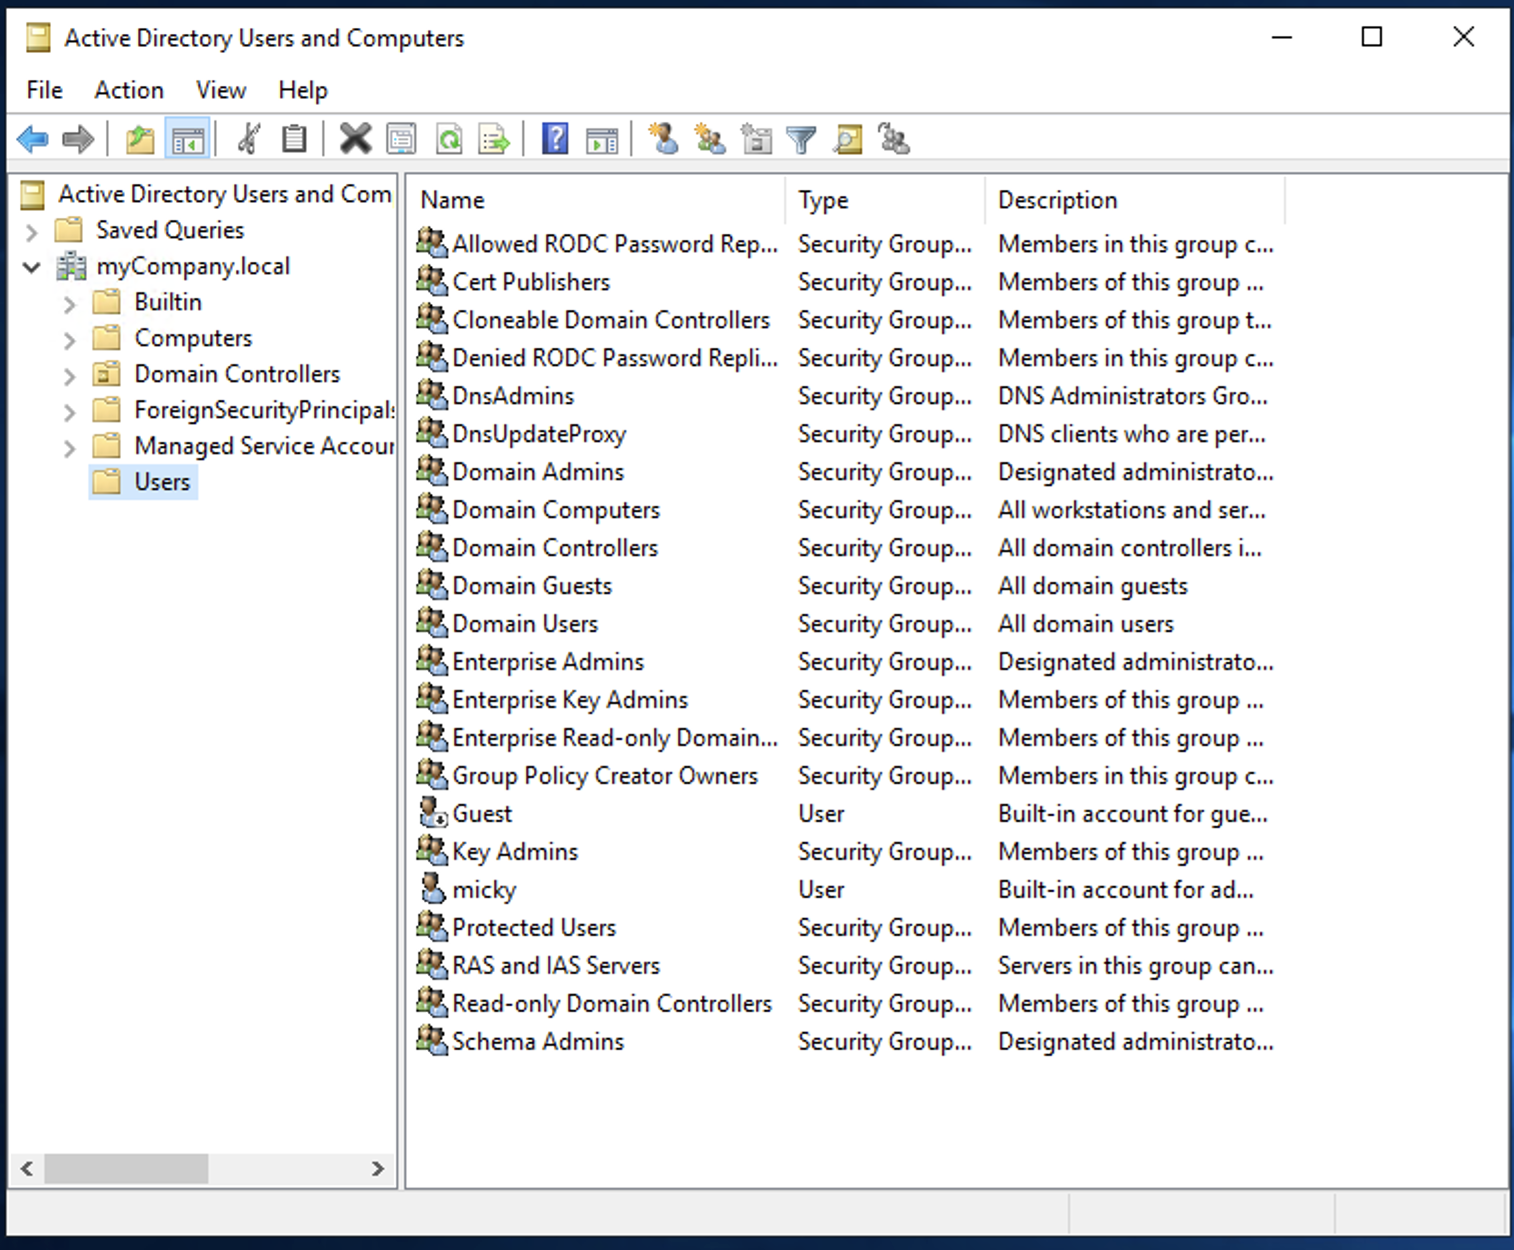 Active Directory Users and Computers
File Action View Help
Active Directory Users and Com
Saved Queries
myCompany.local
Builtin
Computers
Domain Controllers
ForeignSecurityPrincipals
Managed Service Accour
Users
Name Type Description
Allowed RODC Password Rep... Security Group... Members in this group c...
Cert Publishers Security Group... Members of this group ...
Cloneable Domain Controllers Security Group... Members of this group t...
Denied RODC Password Repli... Security Group... Members in this group c...
DnsAdmins Security Group... DNS Administrators Gro...
DnsUpdateProxy Security Group... DNS clients who are per...
Domain Admins Security Group... Designated administrato...
Domain Computers Security Group... All workstations and ser...
Domain Controllers Security Group... All domain controllers i...
Domain Guests Security Group... All domain guests
Domain Users Security Group... All domain users
Enterprise Admins Security Group... Designated administrato...
Enterprise Key Admins Security Group... Members of this group ...
Enterprise Read-only Domain... Security Group... Members of this group ...
Group Policy Creator Owners Security Group... Members in this group c...
Guest User Built-in account for gue...
Key Admins Security Group... Members of this group ...
micky User Built-in account for ad...
Protected Users Security Group... Members of this group ...
RAS and IAS Servers Security Group... Servers in this group can...
Read-only Domain Controllers Security Group... Members of this group ...
Schema Admins Security Group... Designated administrato...